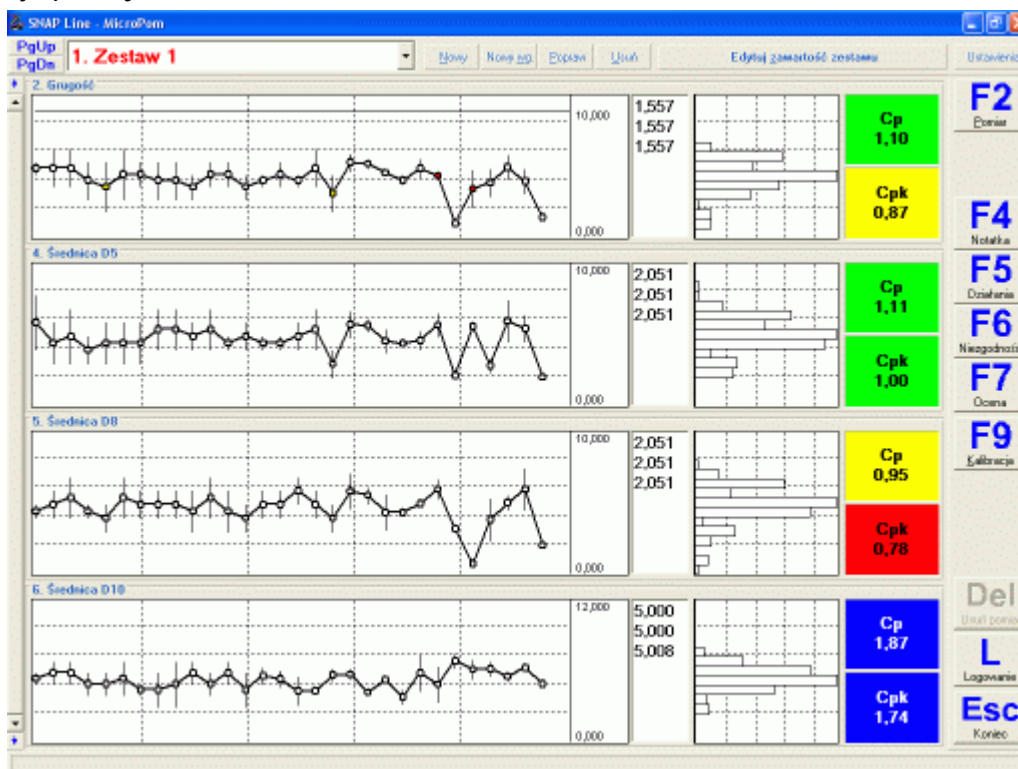 SNAP Line - MicroPom
PgUp
PgDn
1. Zestaw 1
Nowy
Nowy wg.
Popraw
Usuń
Edytuj zawartość zestawu
Ustawienia
2. Grugość
10,000
0,000
1,557
1,557
1,557
Cp
1,10
Cpk
0,87
4. Średnica D5
10,000
0,000
2,051
2,051
2,051
Cp
1,11
Cpk
1,00
5. Średnica D8
10,000
0,000
2,051
2,051
2,051
Cp
0,95
Cpk
0,78
6. Średnica D10
12,000
0,000
5,000
5,000
5,008
Cp
1,87
Cpk
1,74
F2
Pomiar
F4
Notatka
F5
Działania
F6
Niezgodnośc
F7
Ocena
F9
Kalibracja
Del
Usuń pomiar
L
Logowanie
Esc
Koniec